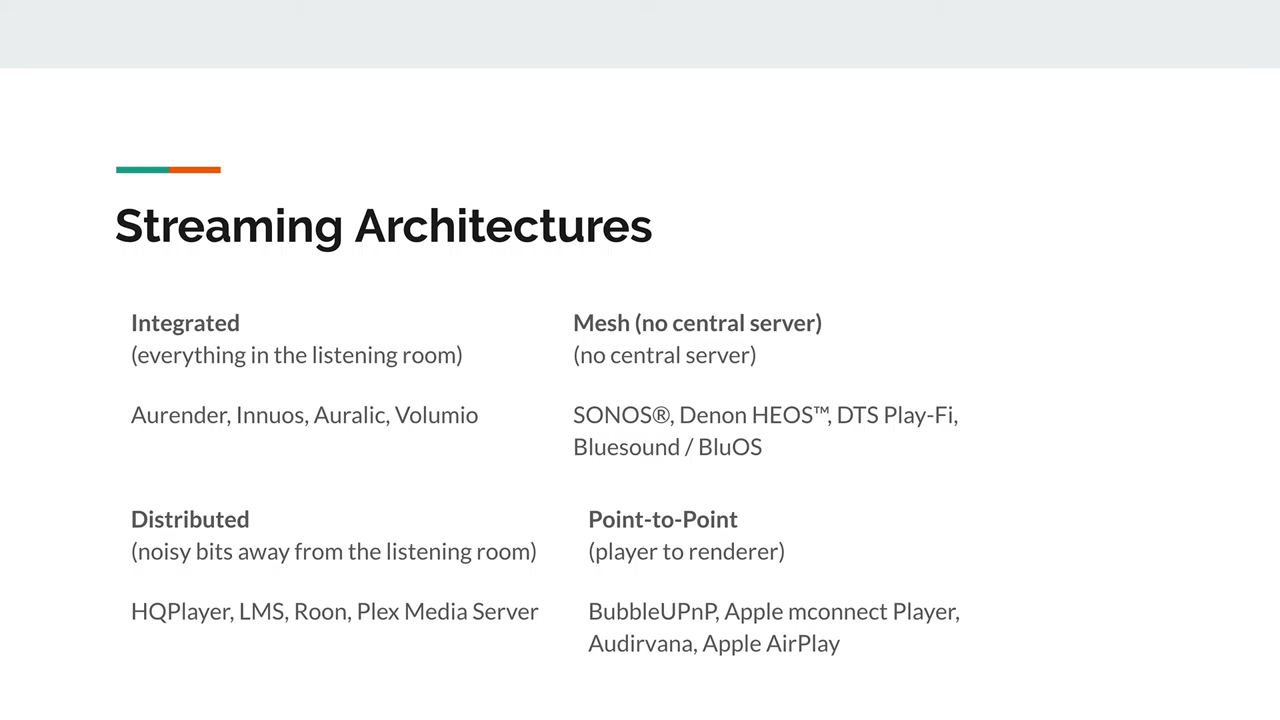 Streaming Architectures
Integrated
(everything in the listening room)
Aurender, Innuos, Auralic, Volumio
Mesh (no central server)
(no central server)
SONOS®, Denon HEOS™, DTS Play-Fi,
Bluesound / BluOS
Distributed
(noisy bits away from the listening room)
HQPlayer, LMS, Roon, Plex Media Server
Point-to-Point
(player to renderer)
BubbleUPnP, Apple mconnect Player,
Audirvana, Apple AirPlay